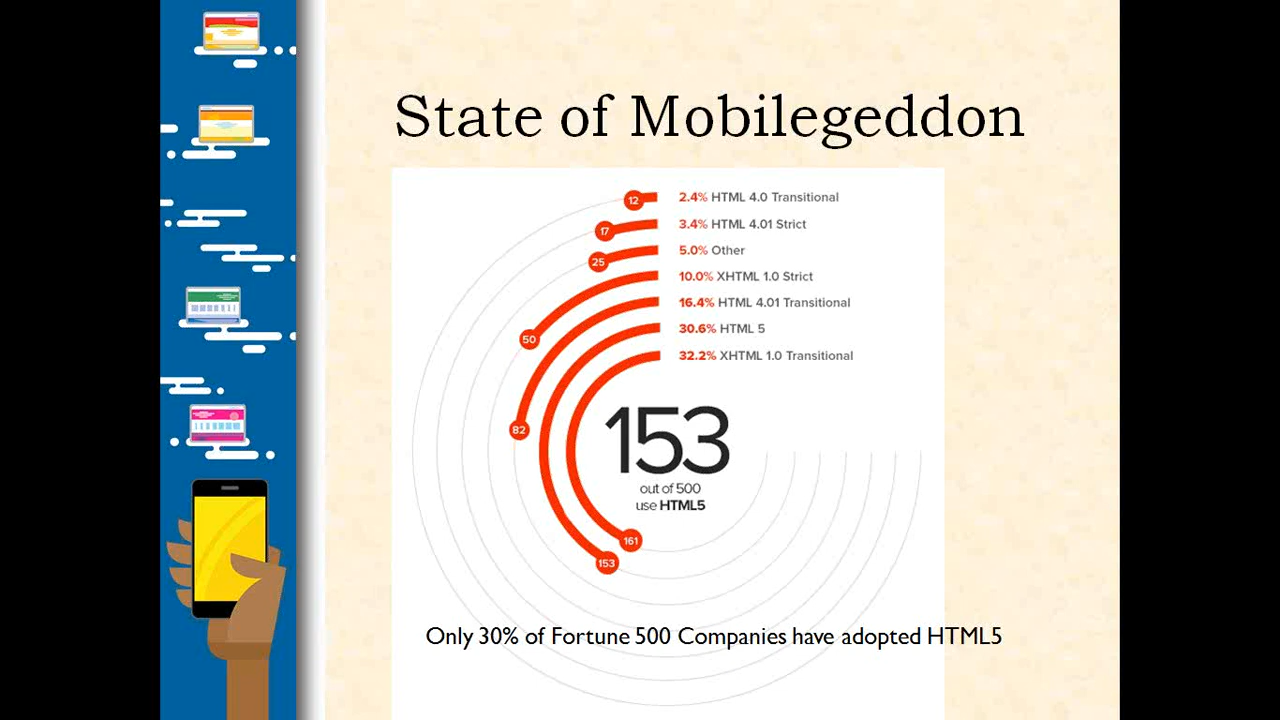 State of Mobilegeddon
12 2.4% HTML 4.0 Transitional
17 3.4% HTML 4.01 Strict
25 5.0% Other
10.0% XHTML 1.0 Strict
16.4% HTML 4.01 Transitional
30.6% HTML 5
50
32.2% XHTML 1.0 Transitional
82
153
out of 500
use HTML5
161
153
Only 30% of Fortune 500 Companies have adopted HTML5